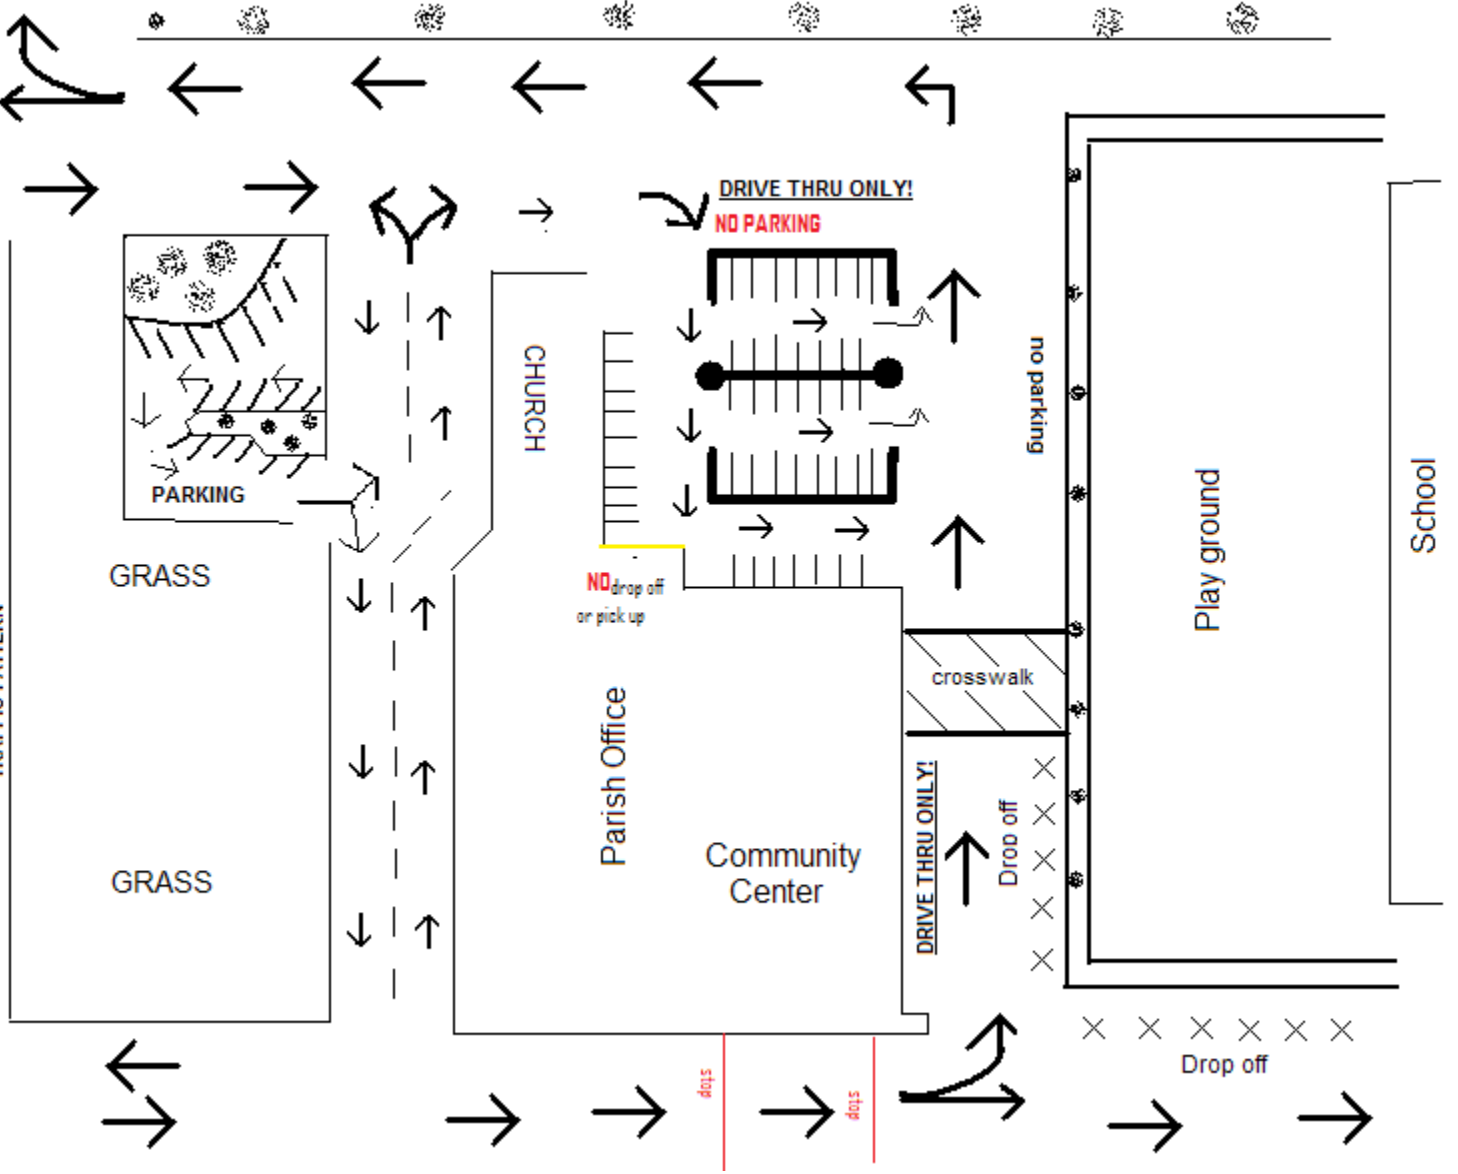 DRIVE THRU ONLY!
NO PARKING
CHURCH
no parking
PARKING
GRASS
NO drop off
or pick up
Play ground
School
crosswalk
Parish Office
Community
Center
DRIVE THRU ONLY!
Drop off
GRASS
stop
stop
Drop off